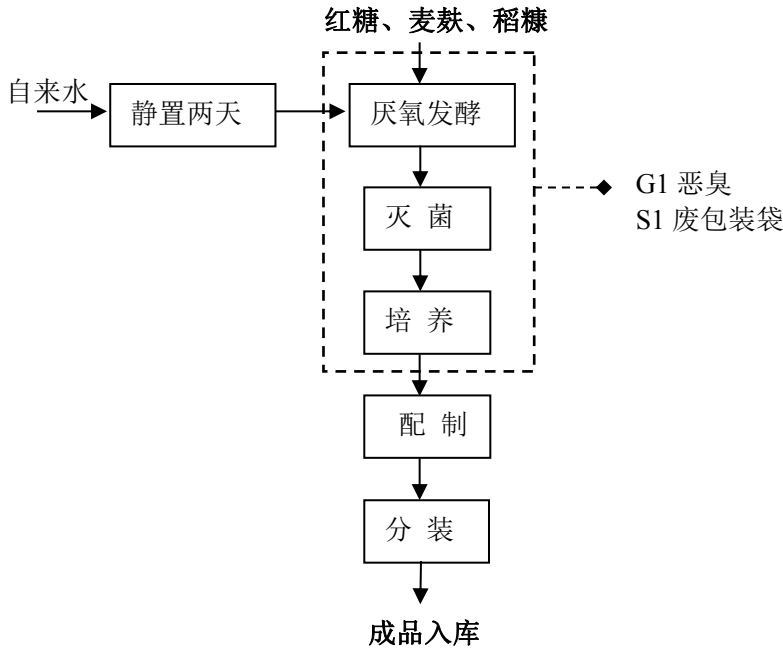 红糖、麦麸、稻糠
自来水
静置两天
厌氧发酵
G1 恶臭
S1 废包装袋
灭 菌
培 养
配 制
分 装
成品入库